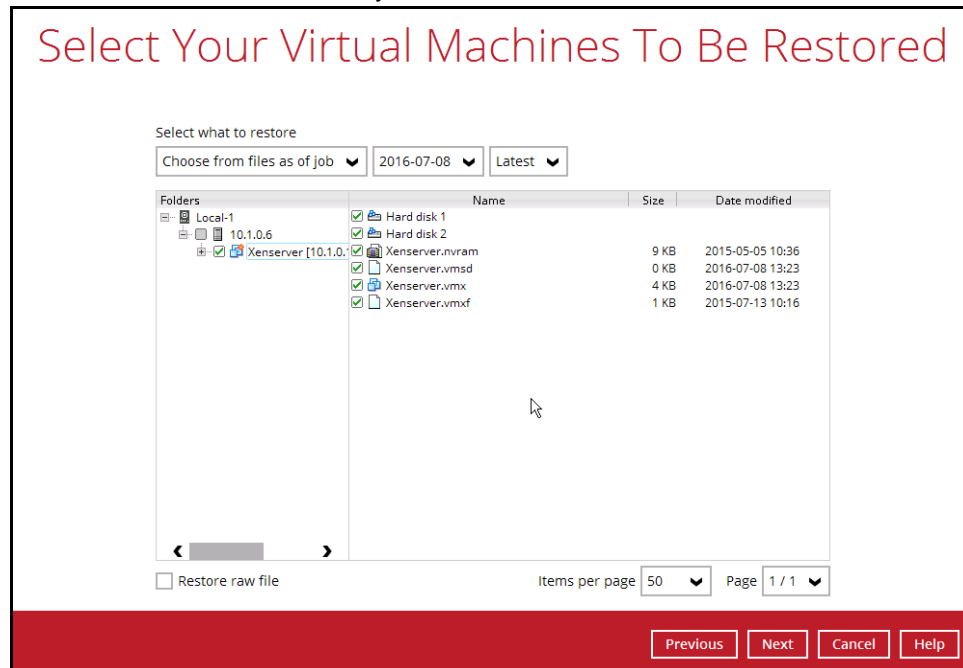 Select Your Virtual Machines To Be Restored
Select what to restore
Choose from files as of job 2016-07-08 Latest
Folders Name Size Date modified
Local-1 Hard disk 1
10.1.0.6 Hard disk 2
Xenserver [10.1.0. Xenserver.nvram 9 KB 2015-05-05 10:36
Xenserver.vmsd 0 KB 2016-07-08 13:23
Xenserver.vmx 4 KB 2016-07-08 13:23
Xenserver.vmxf 1 KB 2015-07-13 10:16
Restore raw file Items per page 50 Page 1 / 1
Previous Next Cancel Help